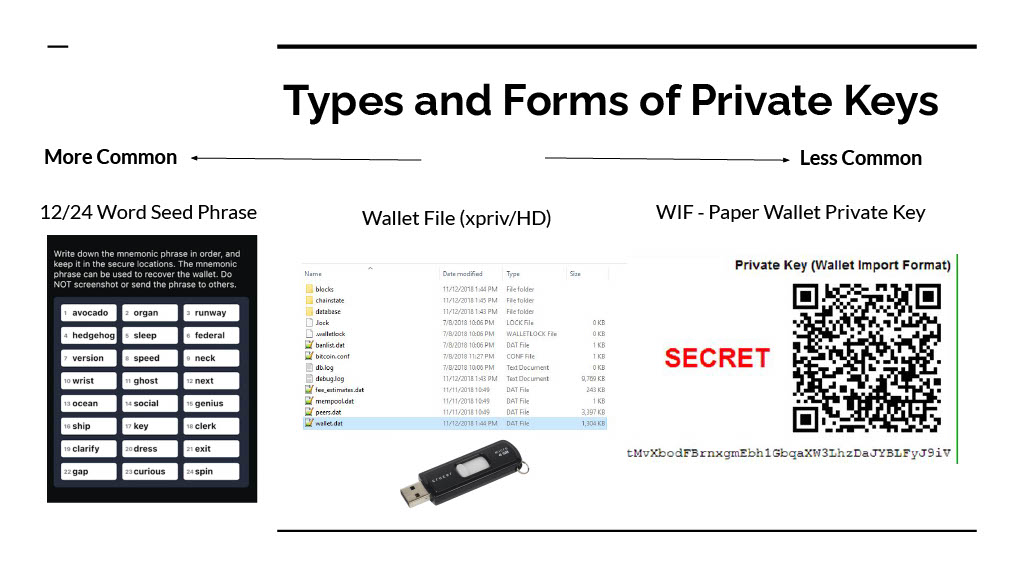 Types and Forms of Private Keys
More Common
Less Common
12/24 Word Seed Phrase
Wallet File (xpriv/HD)
WIF - Paper Wallet Private Key
Write down the mnemonic phrase in order, and
keep it in the secure locations. The mnemonic
phrase can be used to recover the wallet. Do
NOT screenshot or send the phrase to others.
1 avocado 2 organ 3 runway
4 hedgehog 5 sleep 6 federal
7 version 8 speed 9 neck
10 wrist 11 ghost 12 next
13 ocean 14 social 15 genius
16 ship 17 key 18 clerk
19 clarify 20 dress 21 exit
22 gap 23 curious 24 spin
Name Date modified Type Size
blocks 11/12/2018 1:44 PM File folder
chainstate 11/12/2018 1:45 PM File folder
database 11/12/2018 1:43 PM File folder
.lock 7/8/2018 10:06 PM LOCK File 0 KB
.walletlock 7/8/2018 10:06 PM WALLETLOCK File
banlist.dat 7/8/2018 10:06 PM DAT File 1 KB
bitcoin.conf 7/8/2018 11:27 PM CONF File 1 KB
db.log 7/8/2018 10:06 PM Text Document 0 KB
debug.log 11/12/2018 1:43 PM Text Document 9,769 KB
fee_estimates.dat 11/11/2018 10:49 DAT File 243 KB
mempool.dat 11/11/2018 10:49 DAT File 1 KB
peers.dat 11/11/2018 10:49 DAT File 3,397 KB
wallet.dat 11/12/2018 1:44 PM DAT File 1,304 KB
Private Key (Wallet Import Format)
SECRET
tMvXbodFBrnxgmEbh1GbqaXW3LhzDaJYBLFyJ9iV